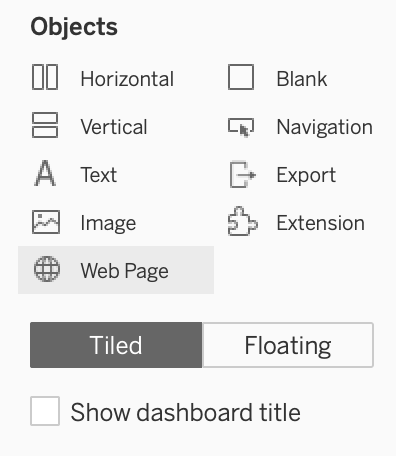 Objects
Horizontal Blank
Vertical Navigation
Text Export
Image Extension
Web Page
Tiled Floating
Show dashboard title